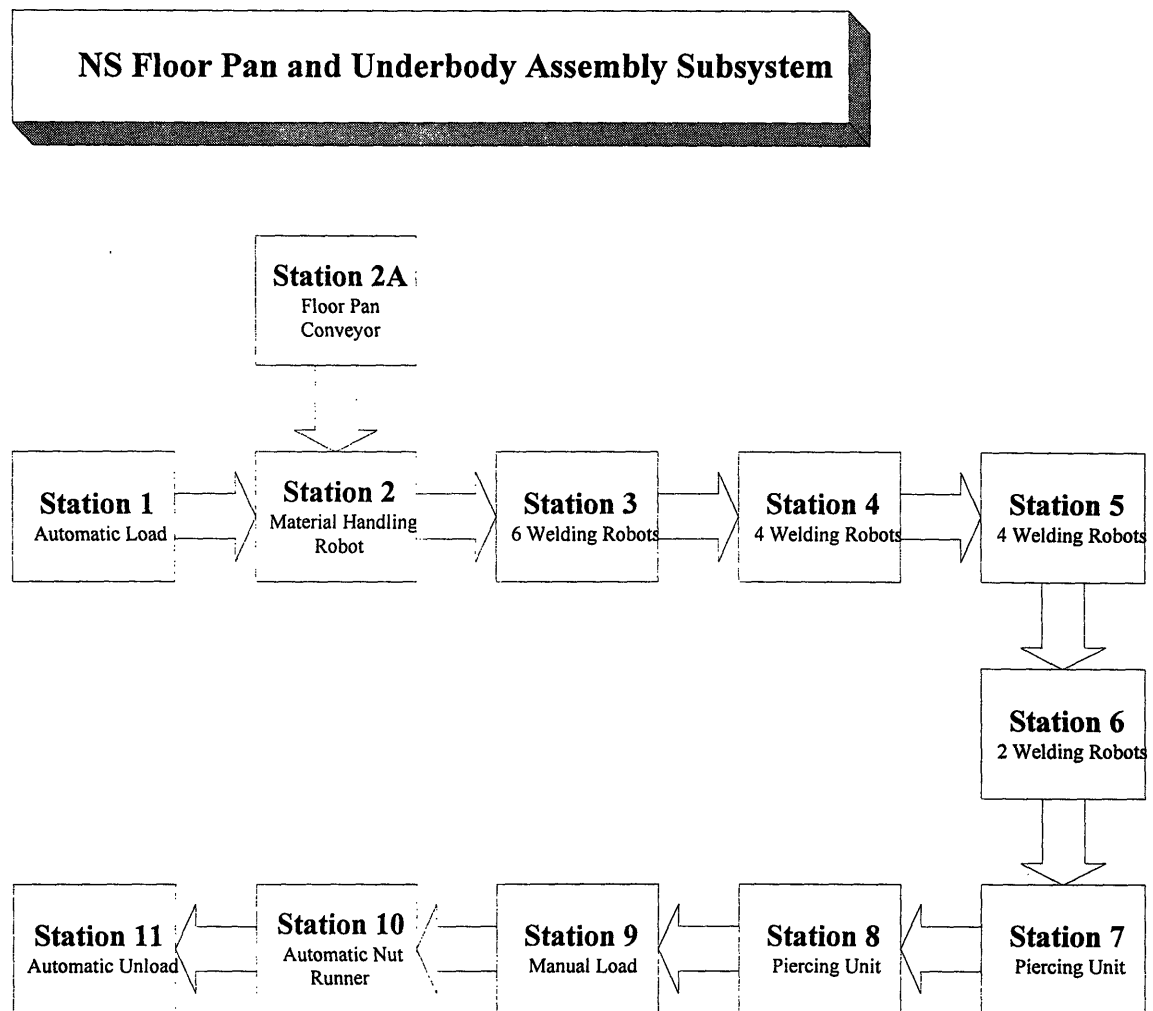 NS Floor Pan and Underbody Assembly Subsystem
Station 2A
Floor Pan
Conveyor
Station 1
Automatic Load
Station 2
Material Handling
Robot
Station 3
6 Welding Robots
Station 4
4 Welding Robots
Station 5
4 Welding Robots
Station 6
2 Welding Robots
Station 11
Automatic Unload
Station 10
Automatic Nut
Runner
Station 9
Manual Load
Station 8
Piercing Unit
Station 7
Piercing Unit